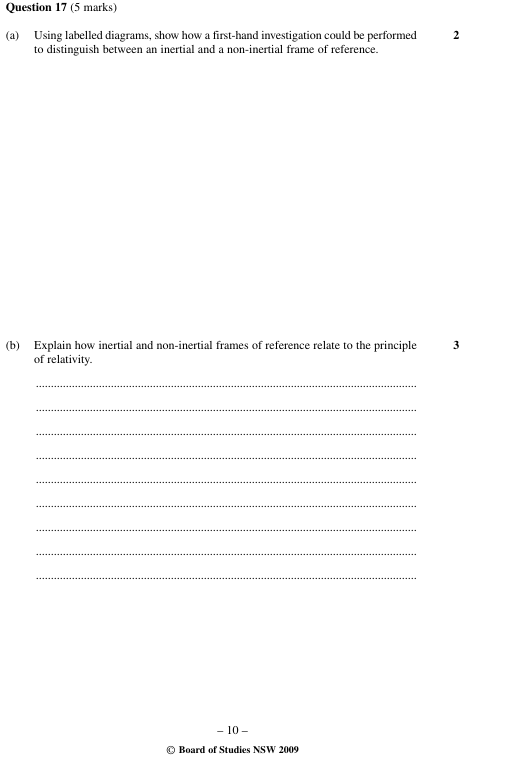 Question 17 (5 marks)
(a) Using labelled diagrams, show how a first-hand investigation could be performed 2
to distinguish between an inertial and a non-inertial frame of reference.
(b) Explain how inertial and non-inertial frames of reference relate to the principle 3
of relativity.
................................................................................................................................
................................................................................................................................
................................................................................................................................
................................................................................................................................
................................................................................................................................
................................................................................................................................
................................................................................................................................
................................................................................................................................
................................................................................................................................
– 10 –
© Board of Studies NSW 2009